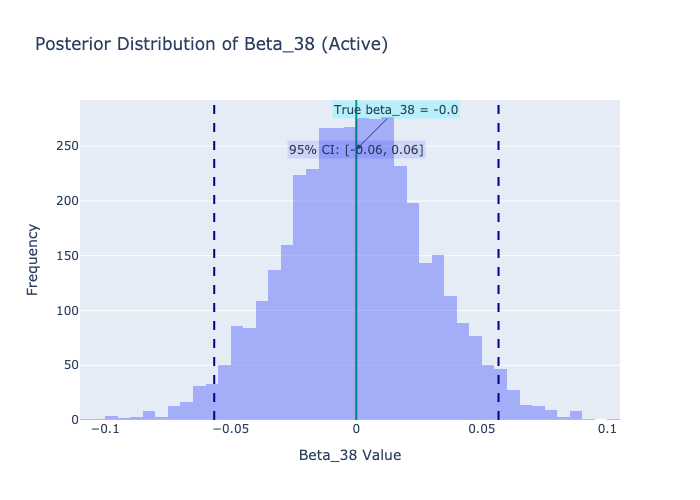 Posterior Distribution of Beta_38 (Active)
True beta_38 = -0.0
95% CI: [-0.06, 0.06]
250
200
150
100
50
0
Frequency
−0.1
−0.05
0
0.05
0.1
Beta_38 Value